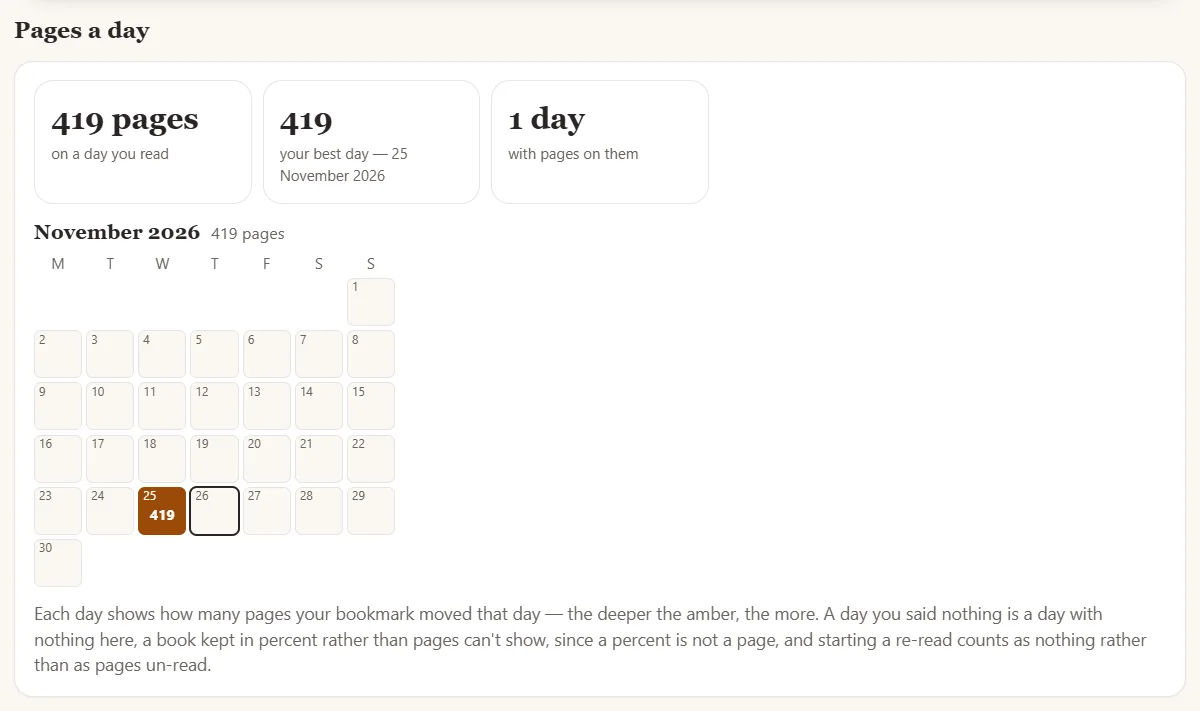 Pages a day
419 pages
on a day you read
419
your best day — 25
November 2026
1 day
with pages on them
November 2026 419 pages
M T W T F S S
1
2 3 4 5 6 7 8
9 10 11 12 13 14 15
16 17 18 19 20 21 22
23 24 25 26 27 28 29
419
30
Each day shows how many pages your bookmark moved that day — the deeper the amber, the more. A day you said nothing is a day with
nothing here, a book kept in percent rather than pages can't show, since a percent is not a page, and starting a re-read counts as nothing rather
than as pages un-read.